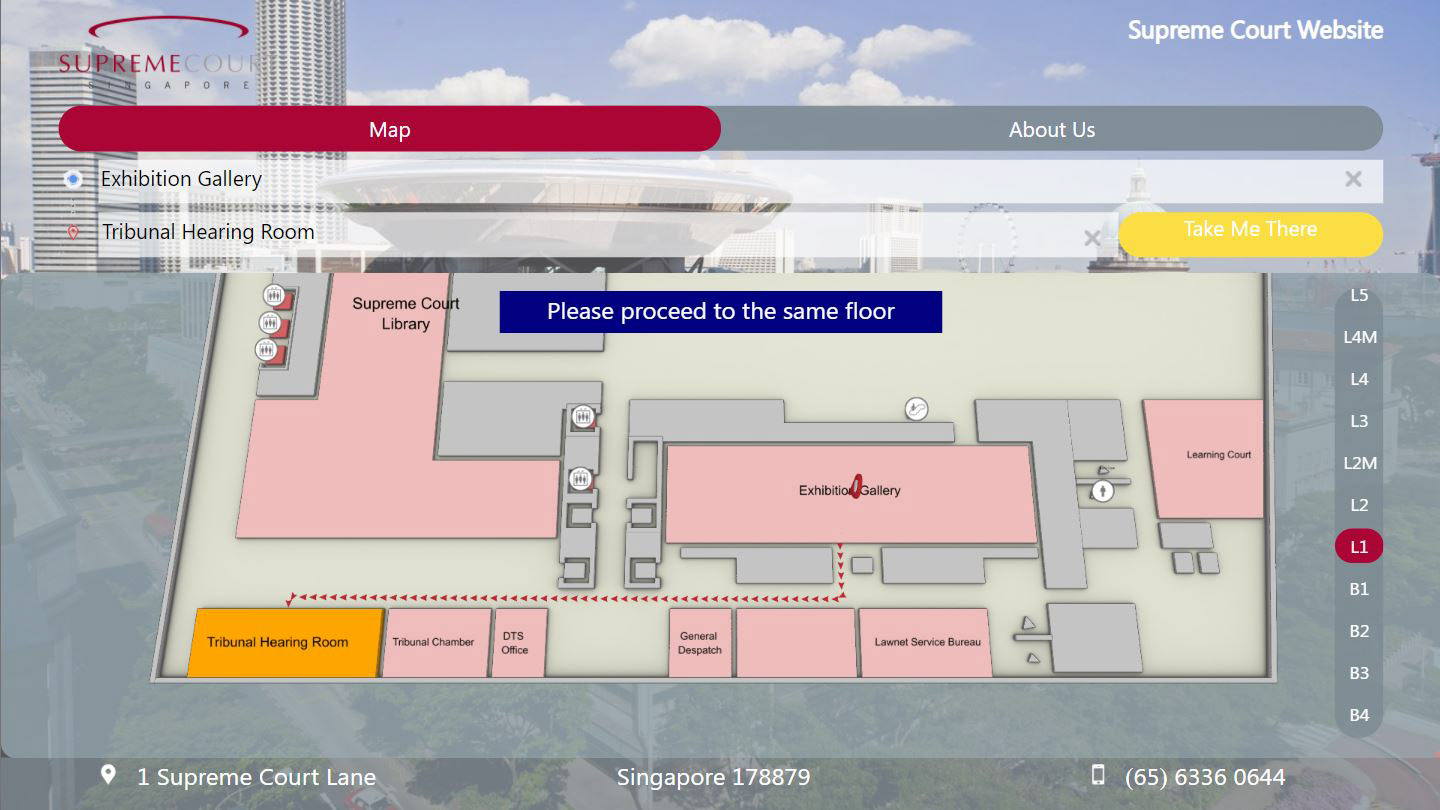 SUPREMECOUR
SINGAPORE
Supreme Court Website
Map
About Us
Exhibition Gallery
Tribunal Hearing Room
Take Me There
Please proceed to the same floor
Supreme Court
Library
Exhibition Gallery
Learning Court
Tribunal Hearing Room
Tribunal Chamber
DTS
Office
General
Despatch
Lawnet Service Bureau
L5
L4M
L4
L3
L2M
L2
L1
B1
B2
B3
B4
1 Supreme Court Lane
Singapore 178879
(65) 6336 0644